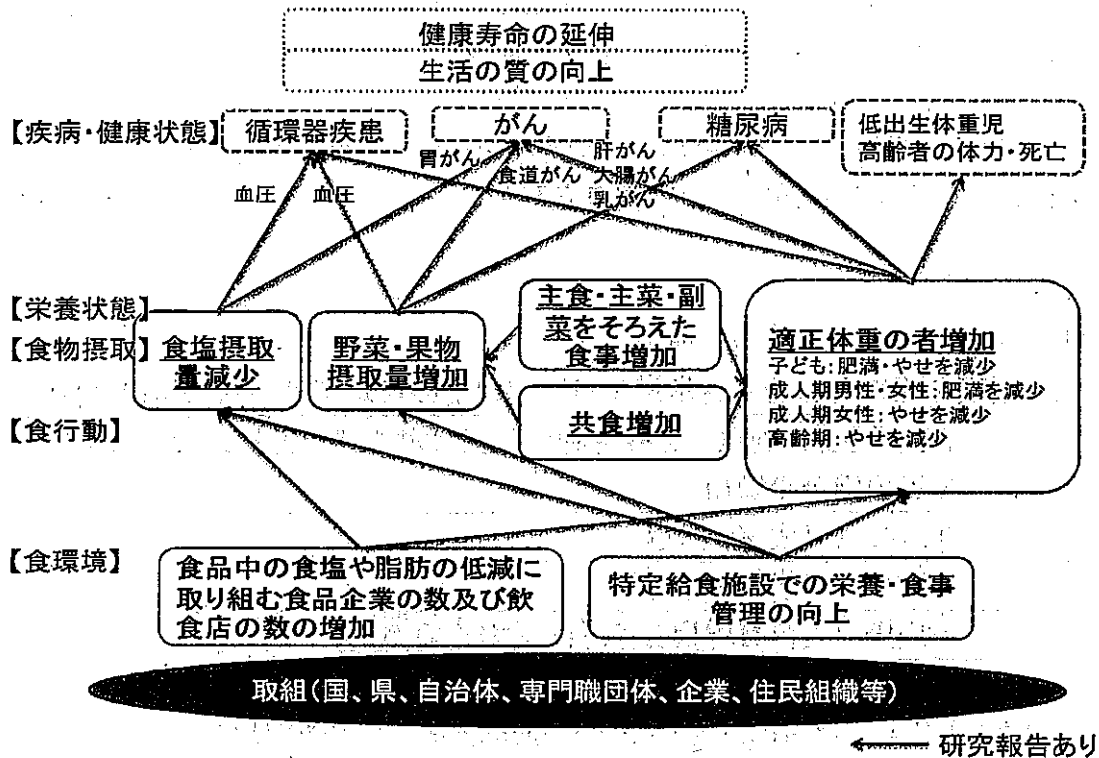 健康寿命の延伸
生活の質の向上
【疾病・健康状態】
循環器疾患
がん
糖尿病
低出生体重児
高齢者の体力・死亡
胃がん
食道がん
肝がん
大腸がん
乳がん
血圧
血圧
【栄養状態】
【食物摂取】
食塩摂取
量減少
野菜・果物
摂取量増加
主食・主菜・副
菜をそろえた
食事増加
共食増加
適正体重の者増加
子ども:肥満・やせを減少
成人期男性・女性:肥満を減少
成人期女性:やせを減少
高齢期:やせを減少
【食行動】
【食環境】
食品中の食塩や脂肪の低減に
取り組む食品企業の数及び飲
食店の数の増加
特定給食施設での栄養・食事
管理の向上
取組(国、県、自治体、専門職団体、企業、住民組織等)
研究報告あり